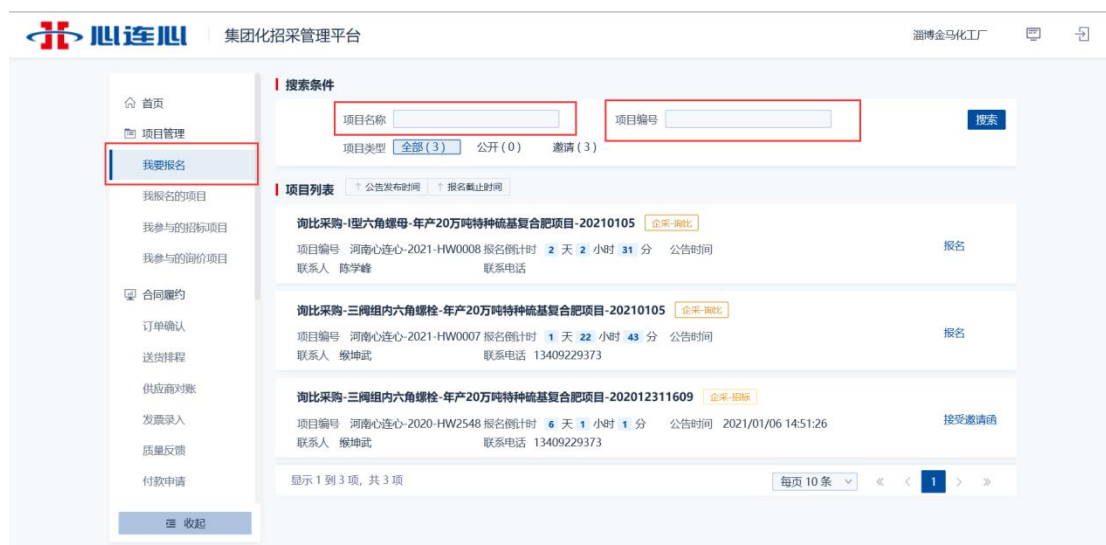 心连心 集团化招采管理平台 淄博金马化工厂
首页
项目管理
我要报名
我报名的项目
我参与的招标项目
我参与的询价项目
合同履约
订单确认
送货排程
供应商对账
发票录入
质量反馈
付款申请
收起
搜索条件
项目名称 项目编号 搜索
项目类型 全部(3) 公开(0) 邀请(3)
项目列表 ↑ 公告发布时间 ↑ 报名截止时间
询比采购-I型六角螺母-年产20万吨特种硫基复合肥项目-20210105 企采-询比
项目编号 河南心连心-2021-HW0008 报名倒计时 2 天 2 小时 31 分 公告时间 报名
联系人 陈学峰 联系电话
询比采购-三阀组内六角螺栓-年产20万吨特种硫基复合肥项目-20210105 企采-询比
项目编号 河南心连心-2021-HW0007 报名倒计时 1 天 22 小时 43 分 公告时间 报名
联系人 缑坤武 联系电话 13409229373
询比采购-三阀组内六角螺栓-年产20万吨特种硫基复合肥项目-202012311609 企采-招标
项目编号 河南心连心-2020-HW2548 报名倒计时 6 天 1 小时 1 分 公告时间 2021/01/06 14:51:26 接受邀请函
联系人 缑坤武 联系电话 13409229373
显示 1 到 3 项, 共 3 项 每页 10 条 « < 1 > »